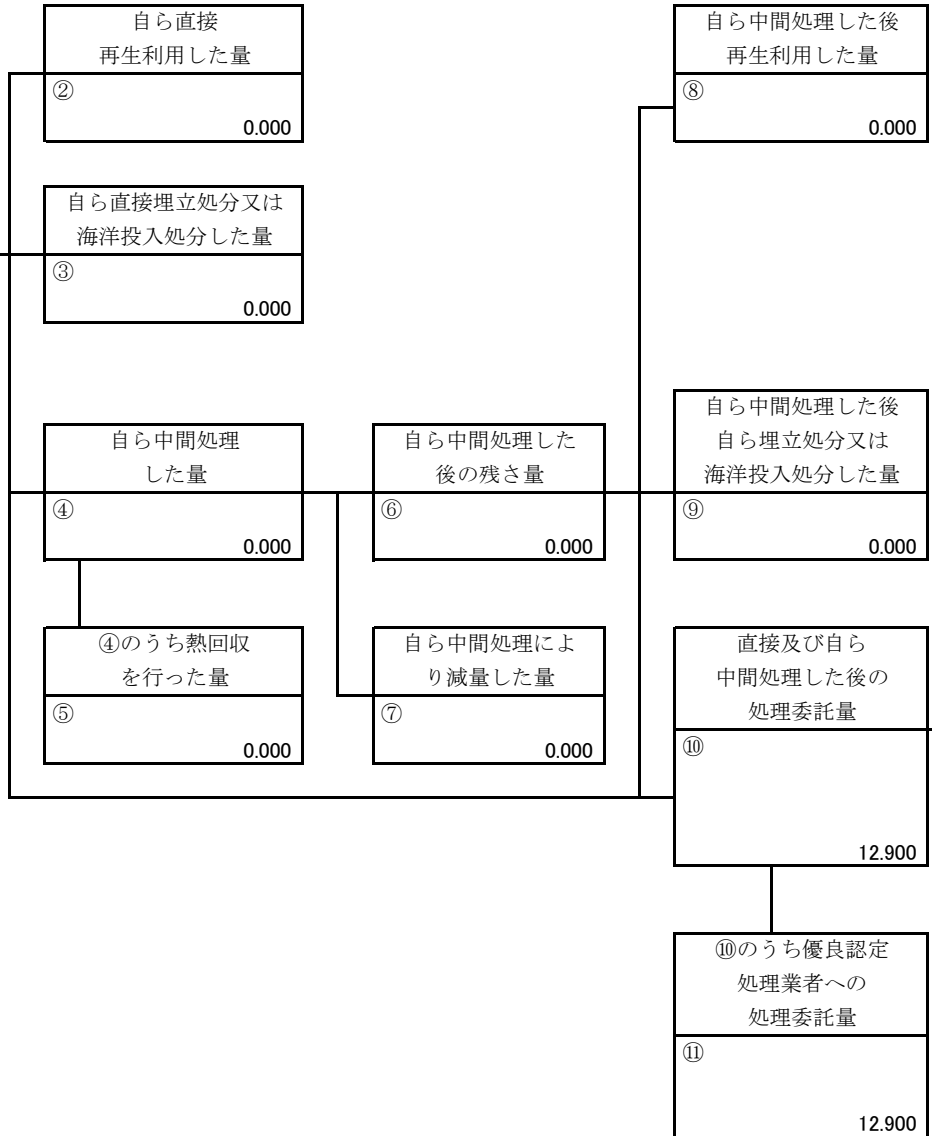 自ら直接
再生利用した量
②
0.000
自ら中間処理した後
再生利用した量
⑧
0.000
自ら直接埋立処分又は
海洋投入処分した量
③
0.000
自ら中間処理
した量
④
0.000
自ら中間処理した
後の残さ量
⑥
0.000
自ら中間処理した後
自ら埋立処分又は
海洋投入処分した量
⑨
0.000
④のうち熱回収
を行った量
⑤
0.000
自ら中間処理によ
り減量した量
⑦
0.000
直接及び自ら
中間処理した後の
処理委託量
⑩
12.900
⑩のうち優良認定
処理業者への
処理委託量
⑪
12.900